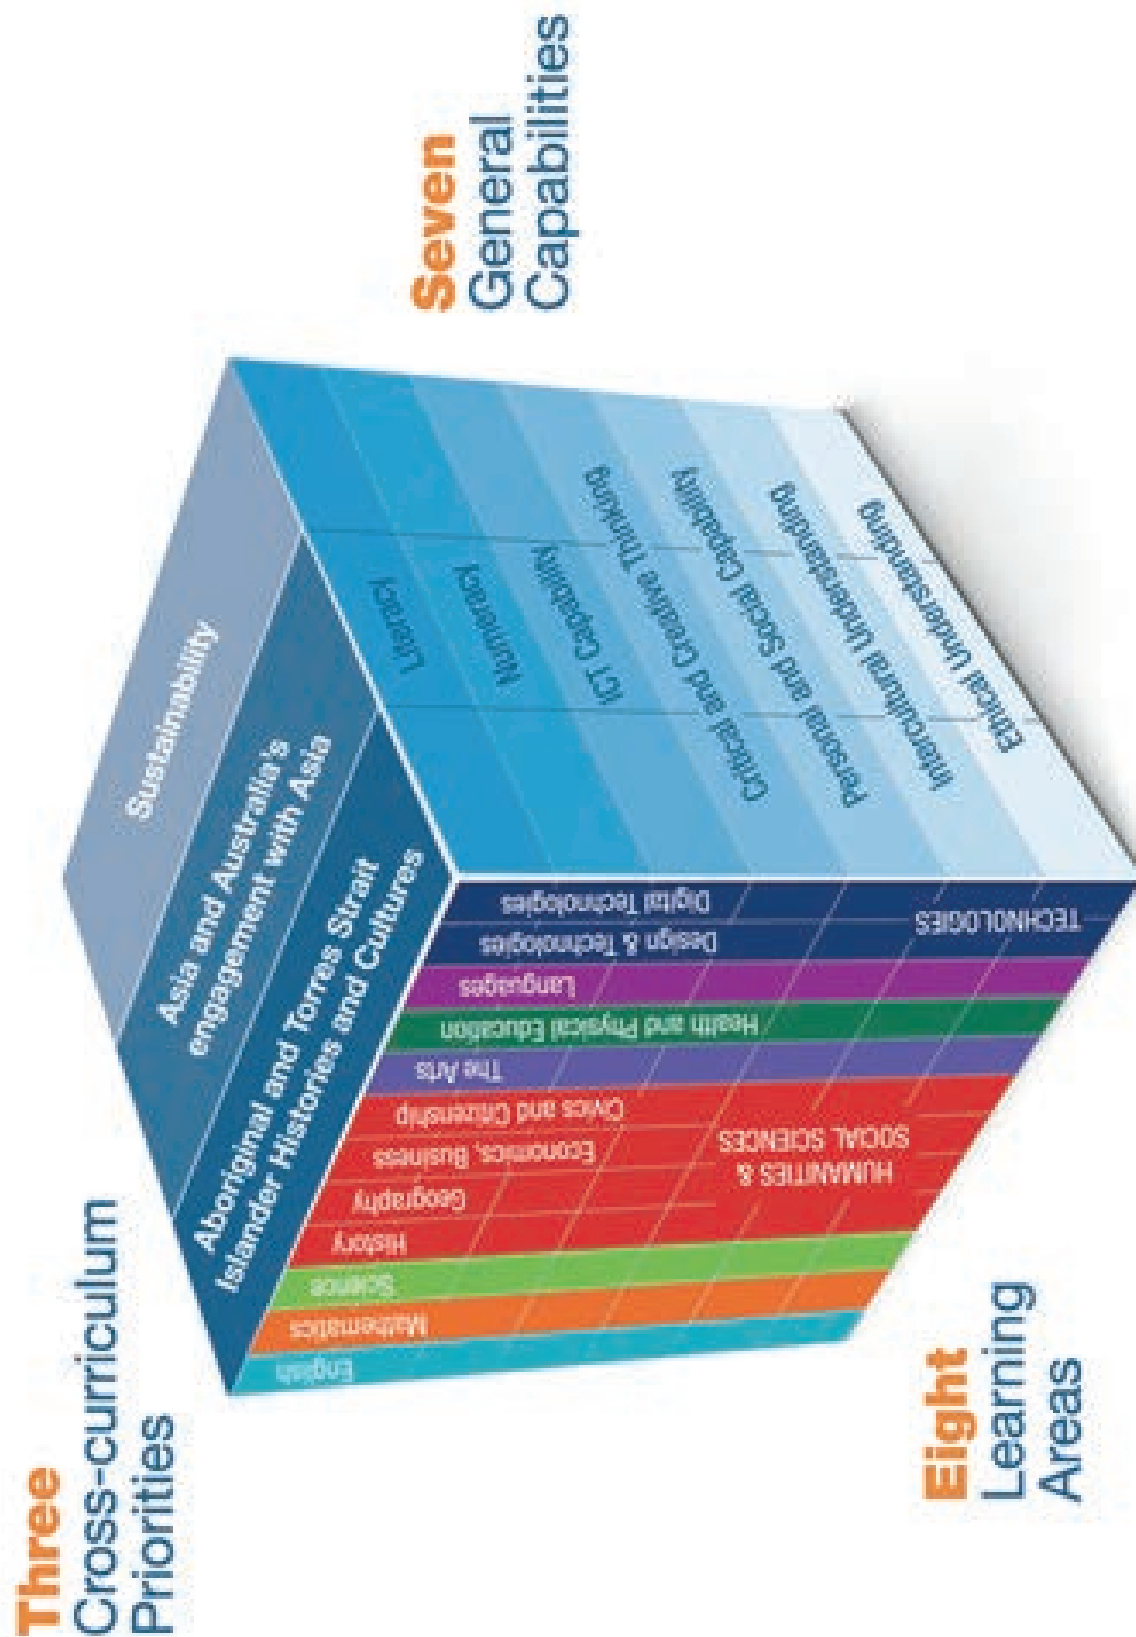 Three
Cross-curriculum
Priorities
Sustainability
Asia and Australia's
engagement with Asia
Aboriginal and Torres Strait
Islander Histories and Cultures
Seven
General
Capabilities
Literacy
Numeracy
ICT Capability
Critical and Creative Thinking
Personal and Social Capability
Intercultural Understanding
Ethical Understanding
Eight
Learning
Areas
English
Mathematics
Science
History
Geography
Economics, Business
Civics and Citizenship
HUMANITIES &
SOCIAL SCIENCES
The Arts
Health and Physical Education
Languages
Design & Technologies
Digital Technologies
TECHNOLOGIES